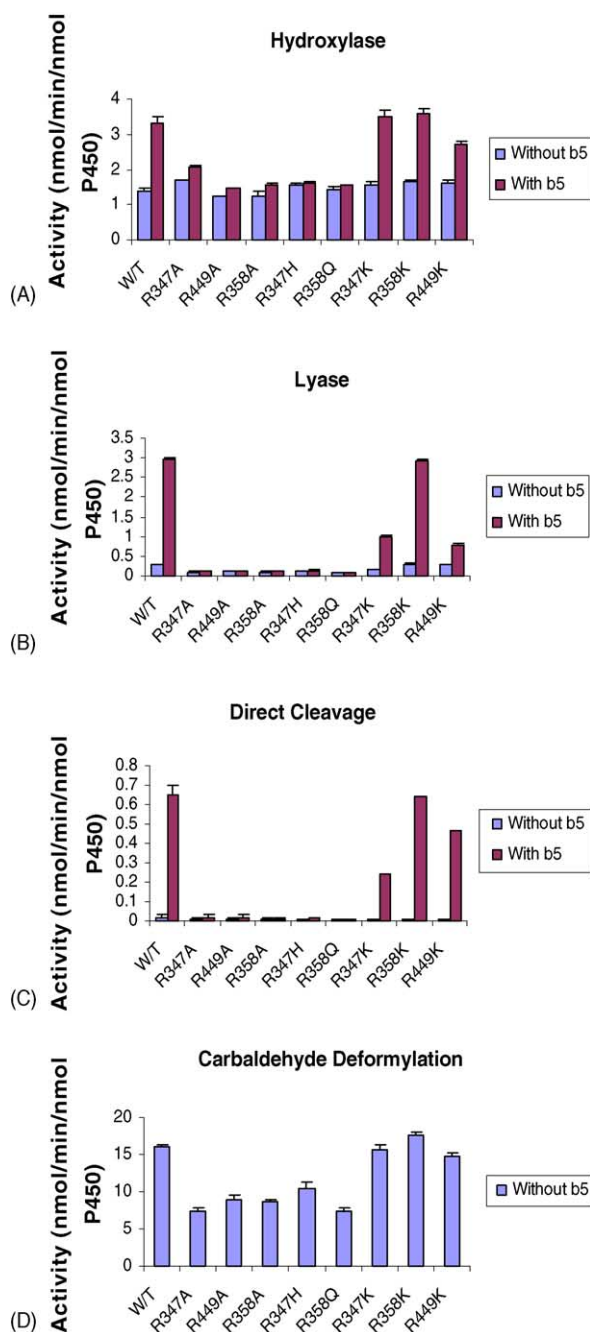 Hydroxylase
Activity (nmol/min/nmol
P450)
4
3
2
1
0
W/T
R347A
R449A
R358A
R347H
R358Q
R347K
R358K
R449K
Without b5
With b5
(A)
Lyase
Activity (nmol/min/nmol
P450)
3.5
3
2.5
2
1.5
1
0.5
0
W/T
R347A
R449A
R358A
R347H
R358Q
R347K
R358K
R449K
Without b5
With b5
(B)
Direct Cleavage
Activity (nmol/min/nmol
P450)
0.8
0.7
0.6
0.5
0.4
0.3
0.2
0.1
0
W/T
R347A
R449A
R358A
R347H
R358Q
R347K
R358K
R449K
Without b5
With b5
(C)
Carbaldehyde Deformylation
Activity (nmol/min/nmol
P450)
20
15
10
5
0
W/T
R347A
R449A
R358A
R347H
R358Q
R347K
R358K
R449K
Without b5
(D)